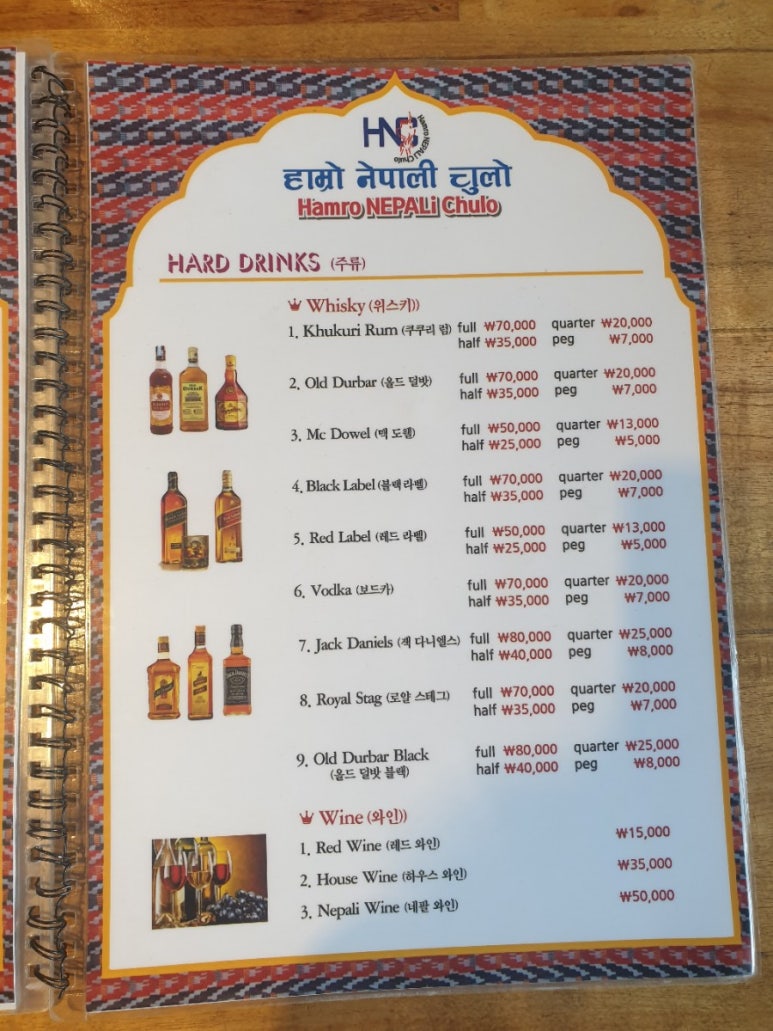 HNC
Hamro NEPALi Chulo
हाम्रो नेपाली चुलो
Hamro NEPALi Chulo
HARD DRINKS (주류)
Whisky (위스키))
1. Khukuri Rum (쿠쿠리 럼) full ₩70,000 quarter ₩20,000
half ₩35,000 peg ₩7,000
2. Old Durbar (올드 덜밧) full ₩70,000 quarter ₩20,000
half ₩35,000 peg ₩7,000
3. Mc Dowel (맥 도웰) full ₩50,000 quarter ₩13,000
half ₩25,000 peg ₩5,000
4. Black Label (블랙 라벨) full ₩70,000 quarter ₩20,000
half ₩35,000 peg ₩7,000
5. Red Label (레드 라벨) full ₩50,000 quarter ₩13,000
half ₩25,000 peg ₩5,000
6. Vodka (보드카) full ₩70,000 quarter ₩20,000
half ₩35,000 peg ₩7,000
7. Jack Daniels (잭 다니엘스) full ₩80,000 quarter ₩25,000
half ₩40,000 peg ₩8,000
8. Royal Stag (로얄 스테그) full ₩70,000 quarter ₩20,000
half ₩35,000 peg ₩7,000
9. Old Durbar Black full ₩80,000 quarter ₩25,000
(올드 덜밧 블랙) half ₩40,000 peg ₩8,000
Wine (와인))
1. Red Wine (레드 와인) ₩15,000
2. House Wine (하우스 와인) ₩35,000
3. Nepali Wine (네팔 와인) ₩50,000